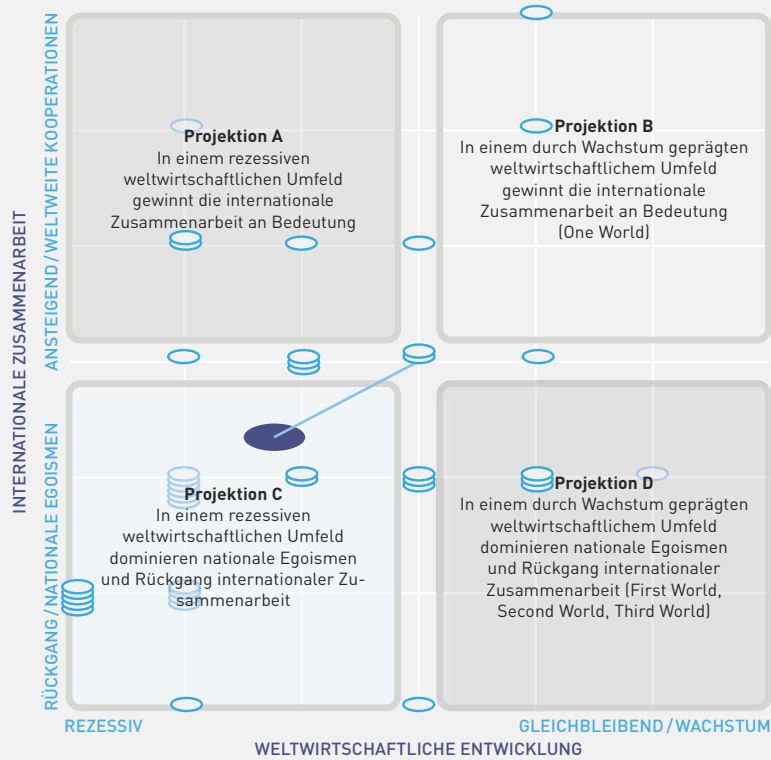 INTERNATIONALE ZUSAMMENARBEIT
ANSTEIGEND/WELTWEITE KOOPERATIONEN
RÜCKGANG/NATIONALE EGOISMEN
Projektion A
In einem rezessiven
weltwirtschaftlichen Umfeld
gewinnt die internationale
Zusammenarbeit an Bedeutung
Projektion B
In einem durch Wachstum geprägten
weltwirtschaftlichem Umfeld
gewinnt die internationale
Zusammenarbeit an Bedeutung
(One World)
Projektion C
In einem rezessiven
weltwirtschaftlichen Umfeld
dominieren nationale Egoismen
und Rückgang internationaler Zu-
sammenarbeit
Projektion D
In einem durch Wachstum geprägten
weltwirtschaftlichem Umfeld
dominieren nationale Egoismen
und Rückgang internationaler
Zusammenarbeit (First World,
Second World, Third World)
REZESSIV
GLEICHBLEIBEND/WACHSTUM
WELTWIRTSCHAFTLICHE ENTWICKLUNG